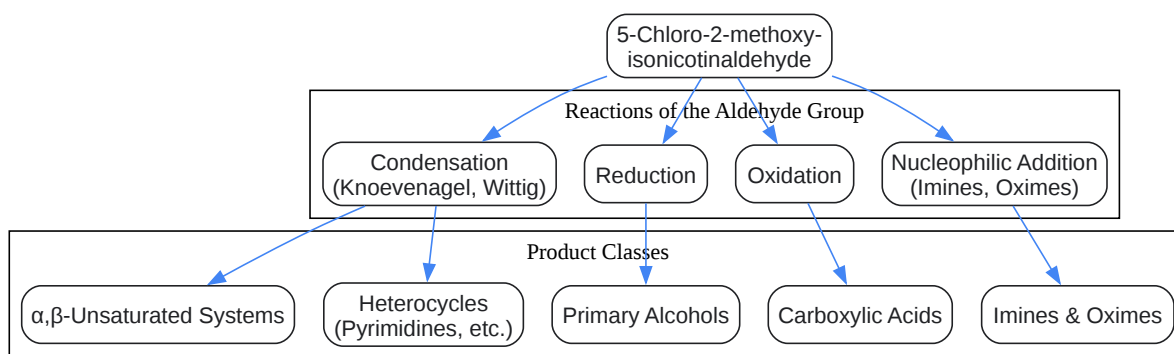 5-Chloro-2-methoxy-
isonicotinaldehyde
Reactions of the Aldehyde Group
Condensation
(Knoevenagel, Wittig)
Reduction
Oxidation
Nucleophilic Addition
(Imines, Oximes)
Product Classes
α,β-Unsaturated Systems
Heterocycles
(Pyrimidines, etc.)
Primary Alcohols
Carboxylic Acids
Imines & Oximes